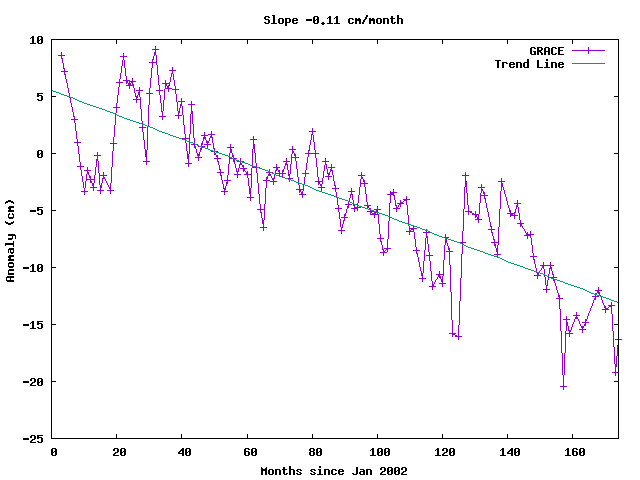 Slope -0.11 cm/month
GRACE
Trend Line
10
5
0
-5
-10
-15
-20
-25
Anomaly (cm)
0 20 40 60 80 100 120 140 160
Months since Jan 2002